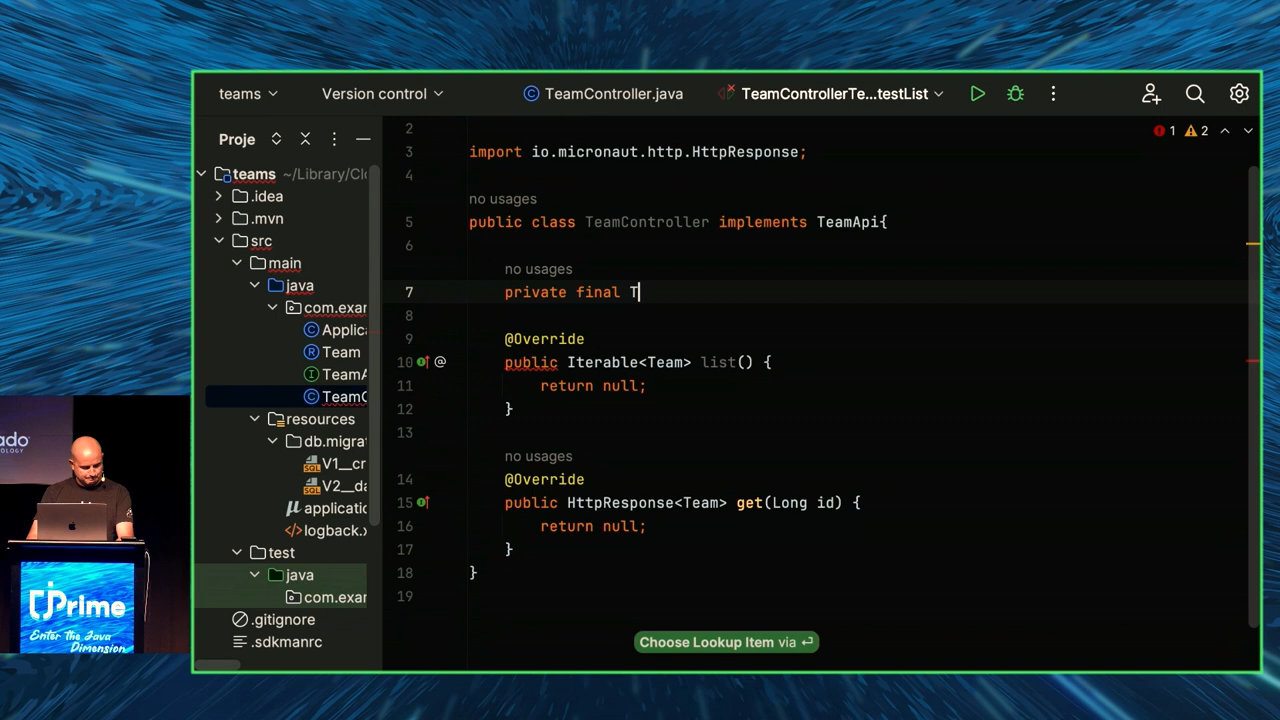 teams
Version control
TeamController.java
TeamControllerTe...testList
Proje
1
2
teams ~/Library/Clo
.idea
.mvn
src
main
java
com.exar
Applica
Team
TeamA
TeamC
resources
db.migrat
V1__cr
V2__da
applicatio
logback.x
test
java
com.exar
.gitignore
.sdkmanrc
2
3 import io.micronaut.http.HttpResponse;
4
no usages
5 public class TeamController implements TeamApi{
6
no usages
7 private final T
8
9 @Override
10 @ public Iterable<Team> list() {
11 return null;
12 }
13
no usages
14 @Override
15 public HttpResponse<Team> get(Long id) {
16 return null;
17 }
18 }
19
Choose Lookup Item via ⏎
ado
OLOGY
jPrime
Enter the Java
Dimension